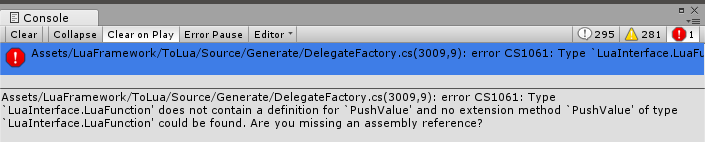 Console
Clear Collapse Clear on Play Error Pause Editor 295 281 1
Assets/LuaFramework/ToLua/Source/Generate/DelegateFactory.cs(3009,9): error CS1061: Type `LuaInterface.LuaFu
Assets/LuaFramework/ToLua/Source/Generate/DelegateFactory.cs(3009,9): error CS1061: Type
`LuaInterface.LuaFunction' does not contain a definition for `PushValue' and no extension method `PushValue' of type
`LuaInterface.LuaFunction' could be found. Are you missing an assembly reference?